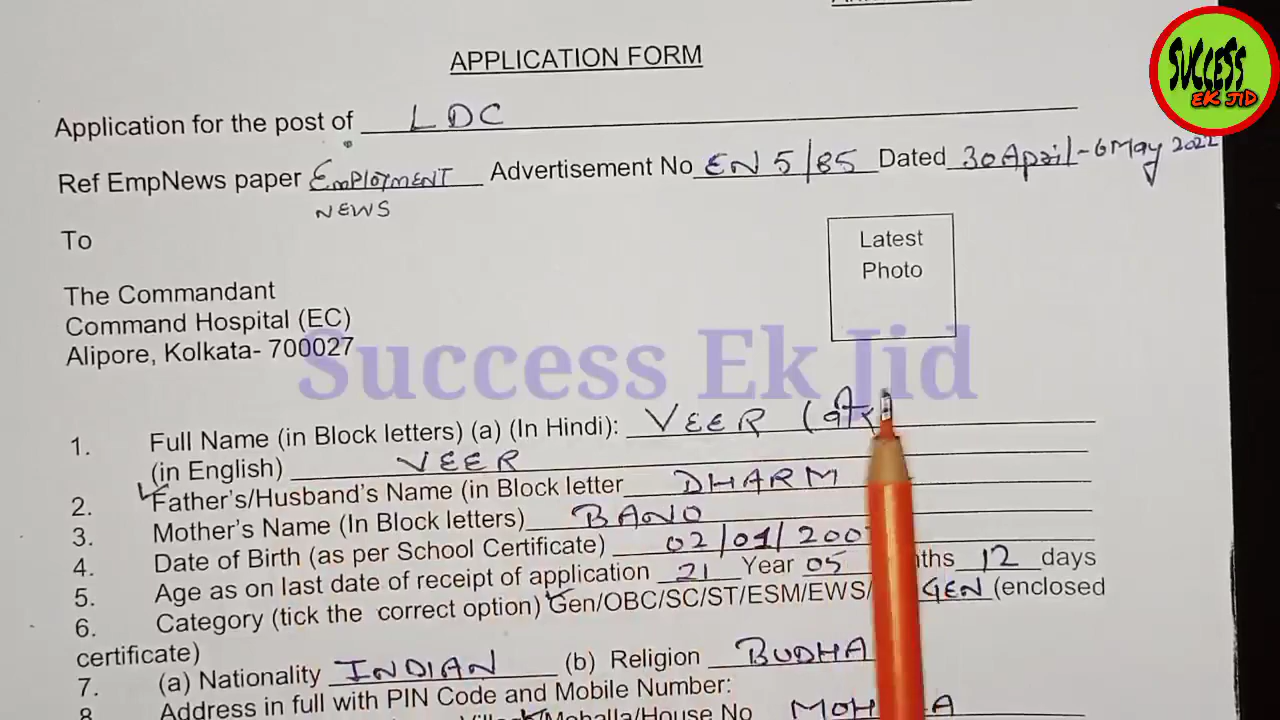 APPLICATION FORM
SUCCESS
EK JID
Application for the post of LDC
Ref EmpNews paper EMPLOYMENT Advertisement No EN 5/85 Dated 30 April - 6 May 2022
NEWS
To
Latest
Photo
The Commandant
Command Hospital (EC)
Alipore, Kolkata- 700027
Success Ek Jid
1. Full Name (in Block letters) (a) (In Hindi): VEER
(in English) VEER
2. Father's/Husband's Name (in Block letter DHARM
3. Mother's Name (In Block letters) BANO
4. Date of Birth (as per School Certificate) 02/01/200
5. Age as on last date of receipt of application 21 Year 05 nths 12 days
6. Category (tick the correct option) Gen/OBC/SC/ST/ESM/EWS/ GEN (enclosed
certificate)
7. (a) Nationality INDIAN (b) Religion BUDHA
8. Address in full with PIN Code and Mobile Number:
Mohalla/House No